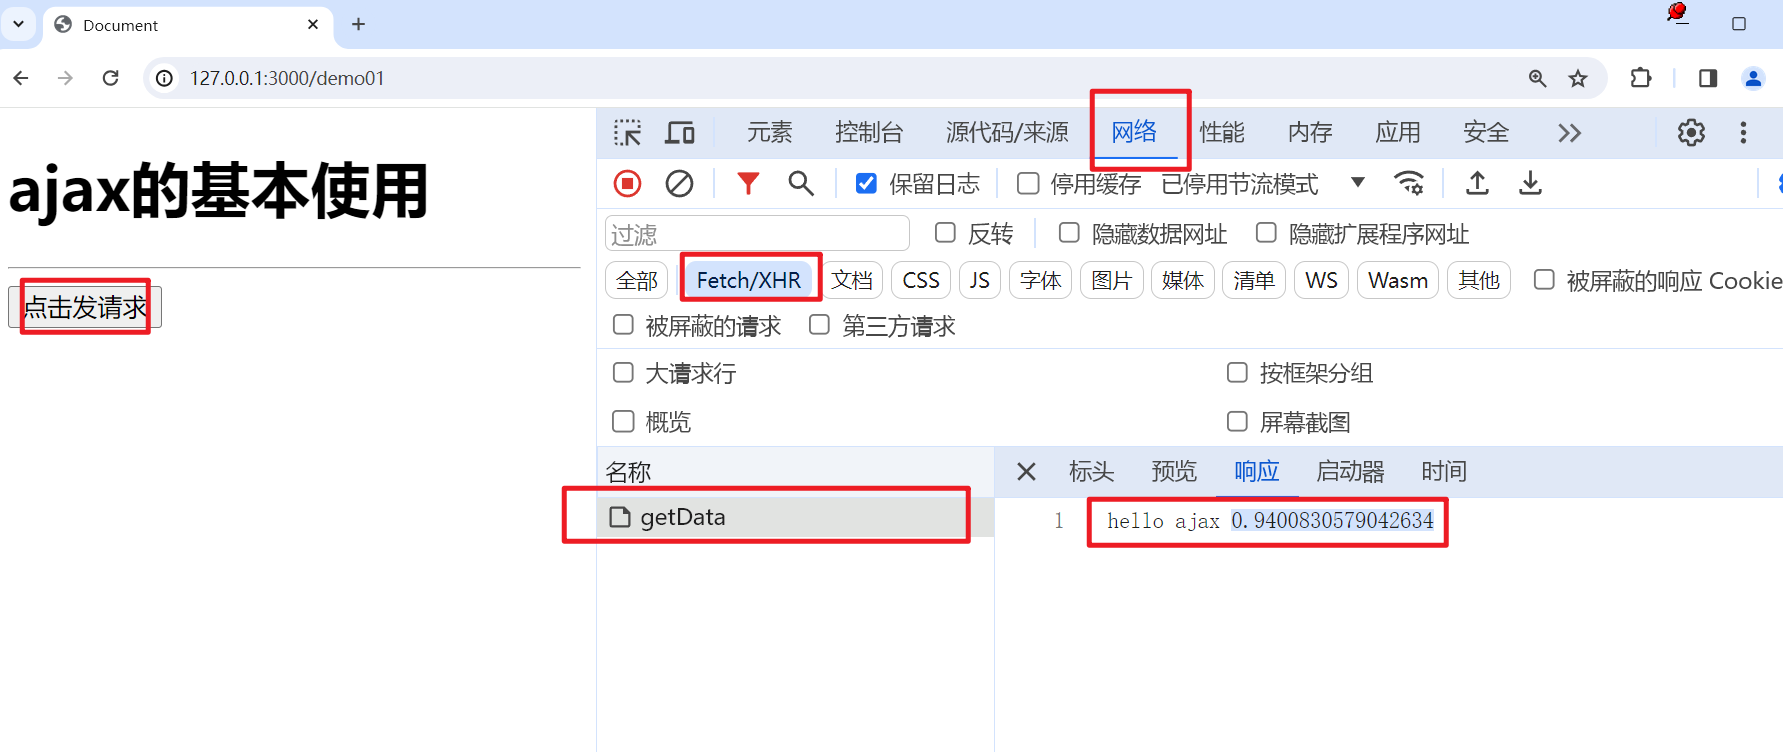 Document
127.0.0.1:3000/demo01
ajax的基本使用
点击发请求
元素 控制台 源代码/来源 网络 性能 内存 应用 安全
保留日志 停用缓存 已停用节流模式
过滤 反转 隐藏数据网址 隐藏扩展程序网址
全部 Fetch/XHR 文档 CSS JS 字体 图片 媒体 清单 WS Wasm 其他 被屏蔽的响应 Cookie
被屏蔽的请求 第三方请求
大请求行 按框架分组
概览 屏幕截图
名称 标头 预览 响应 启动器 时间
getData 1 hello ajax 0.9400830579042634